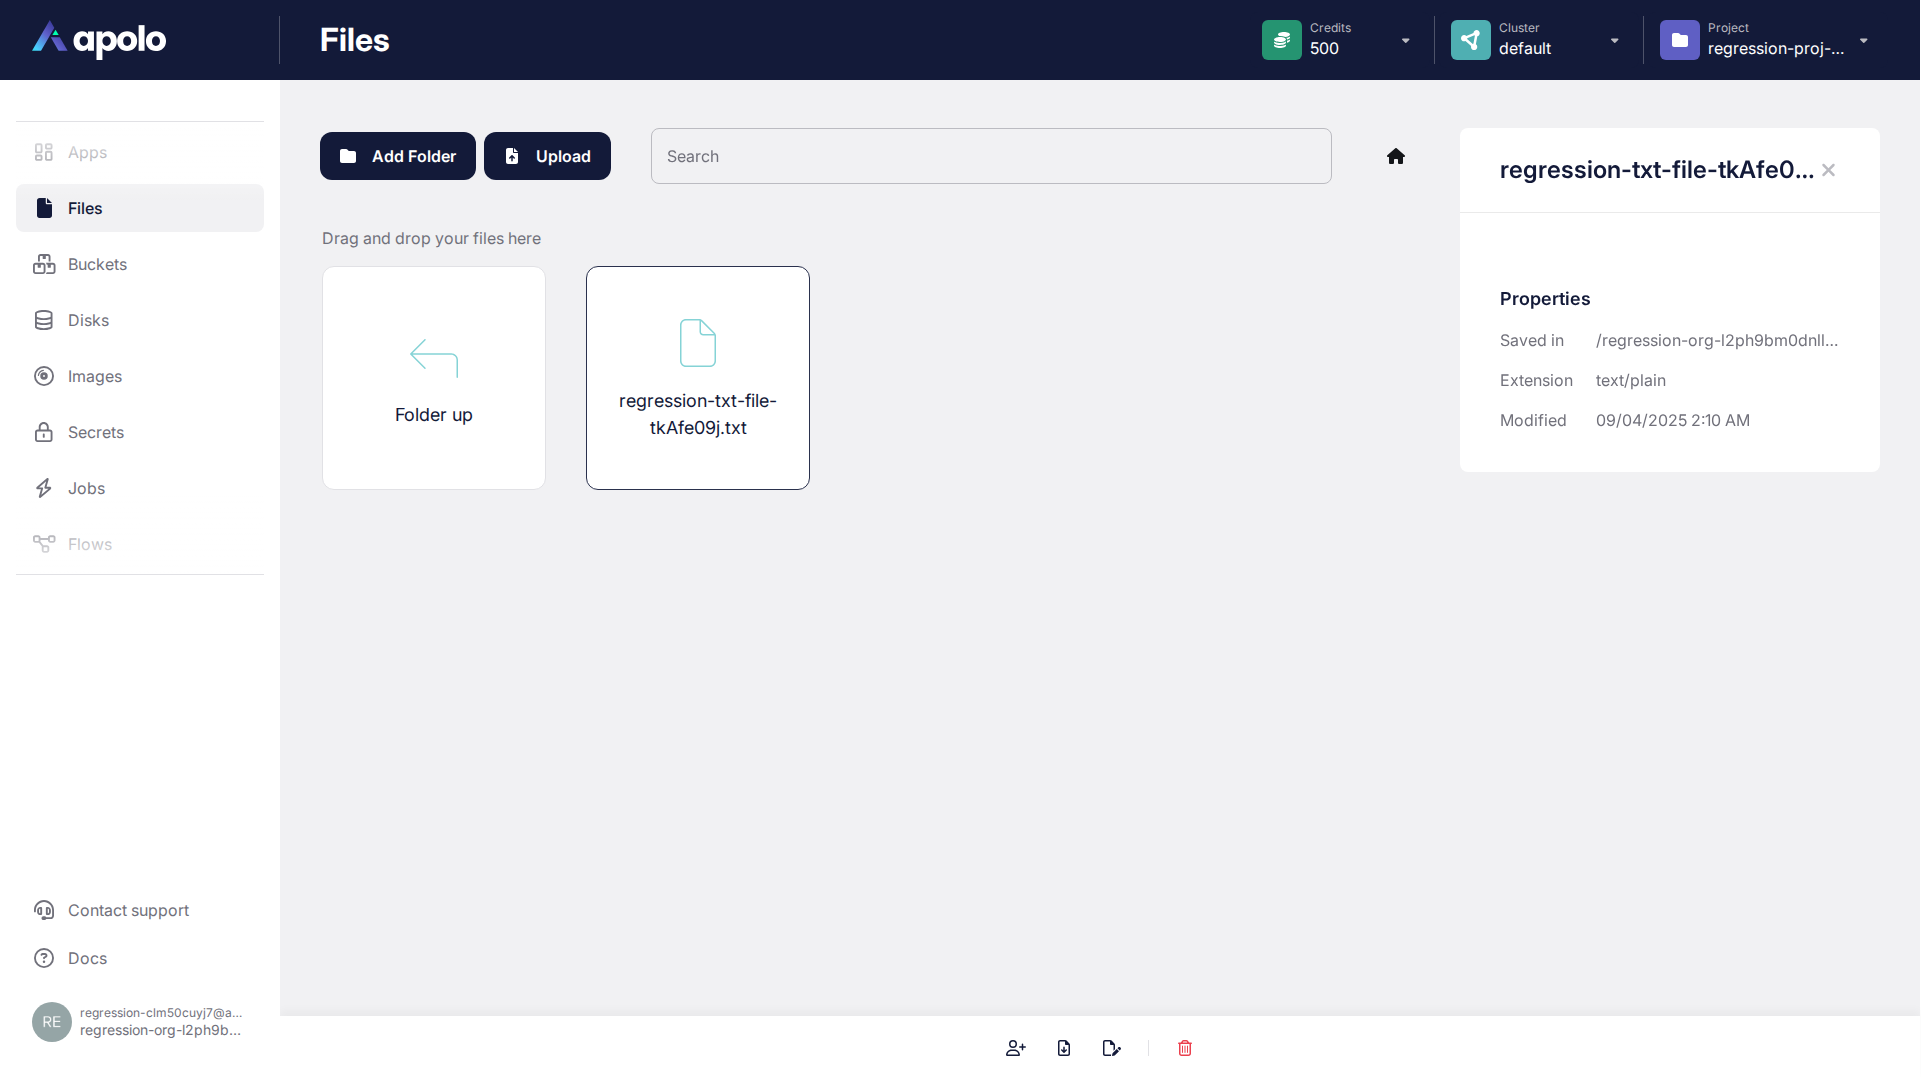 apolo
Files
Credits
500
Cluster
default
Project
regression-proj-...
Apps
Files
Buckets
Disks
Images
Secrets
Jobs
Flows
Contact support
Docs
RE
regression-clm50cuyj7@a...
regression-org-l2ph9b...
Add Folder
Upload
Search
Drag and drop your files here
Folder up
regression-txt-file-
tkAfe09j.txt
regression-txt-file-tkAfe0...
Properties
Saved in /regression-org-l2ph9bm0dnll...
Extension text/plain
Modified 09/04/2025 2:10 AM